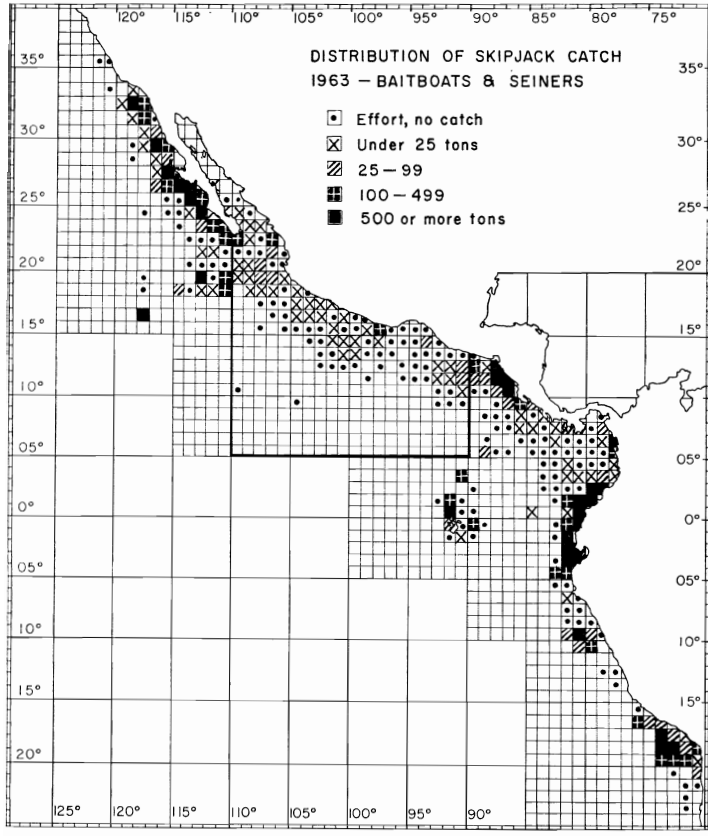 120° 115° 110° 105° 100° 95° 90° 85° 80° 75°
DISTRIBUTION OF SKIPJACK CATCH
1963 – BAITBOATS & SEINERS
Effort, no catch
Under 25 tons
25 – 99
100 – 499
500 or more tons
35° 35°
30° 30°
25° 25°
20° 20°
15° 15°
10° 10°
05° 05°
0° 0°
05° 05°
10° 10°
15° 15°
20°
125° 120° 115° 110° 105° 100° 95° 90°